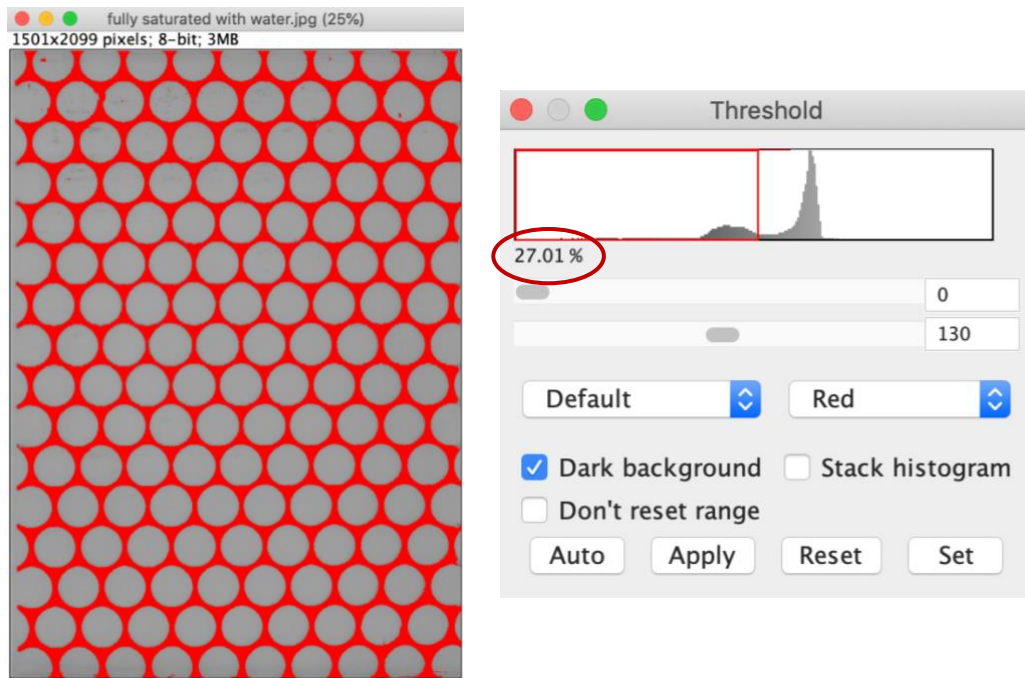 fully saturated with water.jpg (25%)
1501x2099 pixels; 8-bit; 3MB
Threshold
27.01 %
0
130
Default
Red
Dark background
Stack histogram
Don't reset range
Auto
Apply
Reset
Set